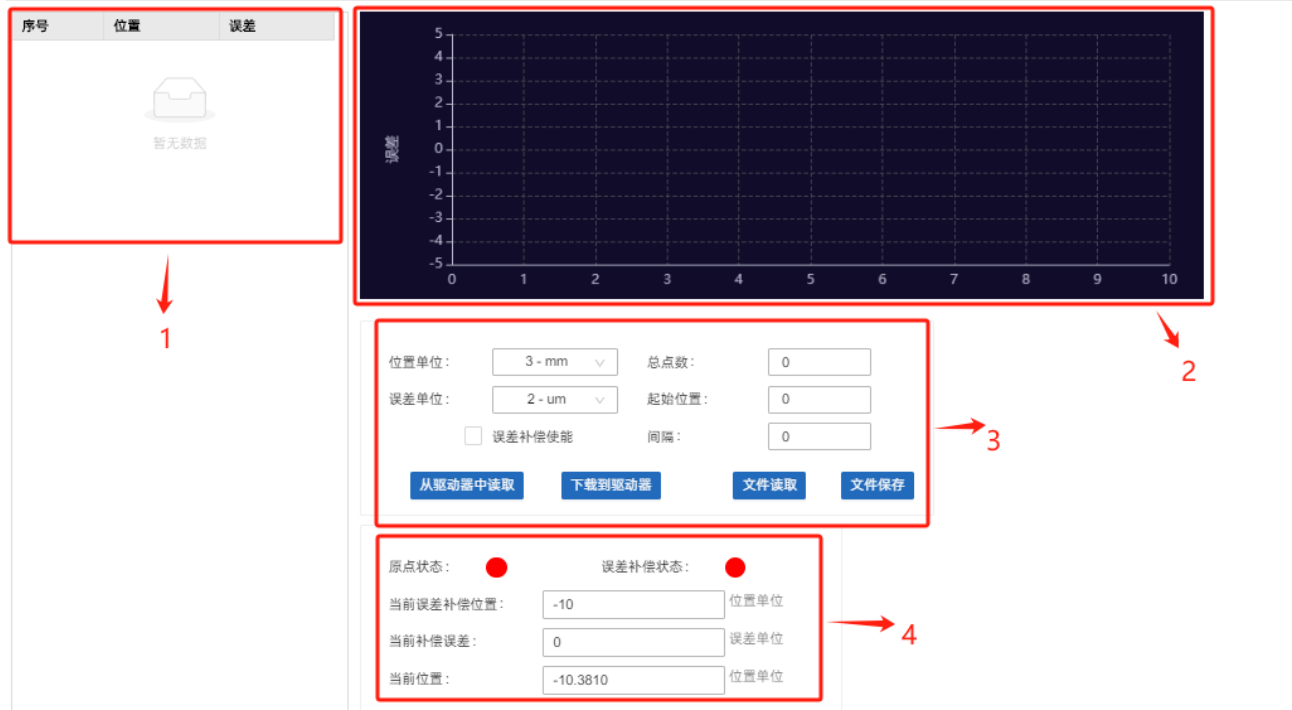 序号 位置 误差
暂无数据
1
误差
5
4
3
2
1
0
-1
-2
-3
-4
-5
0 1 2 3 4 5 6 7 8 9 10
2
位置单位： 3 - mm 总点数： 0
误差单位： 2 - um 起始位置： 0
误差补偿使能 间隔： 0
从驱动器中读取 下载到驱动器 文件读取 文件保存
3
原点状态： 误差补偿状态：
当前误差补偿位置： -10 位置单位
当前补偿误差： 0 误差单位
当前位置： -10.3810 位置单位
4